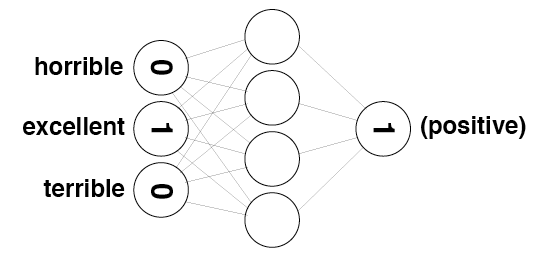 horrible 0
excellent 1 1 (positive)
terrible 0